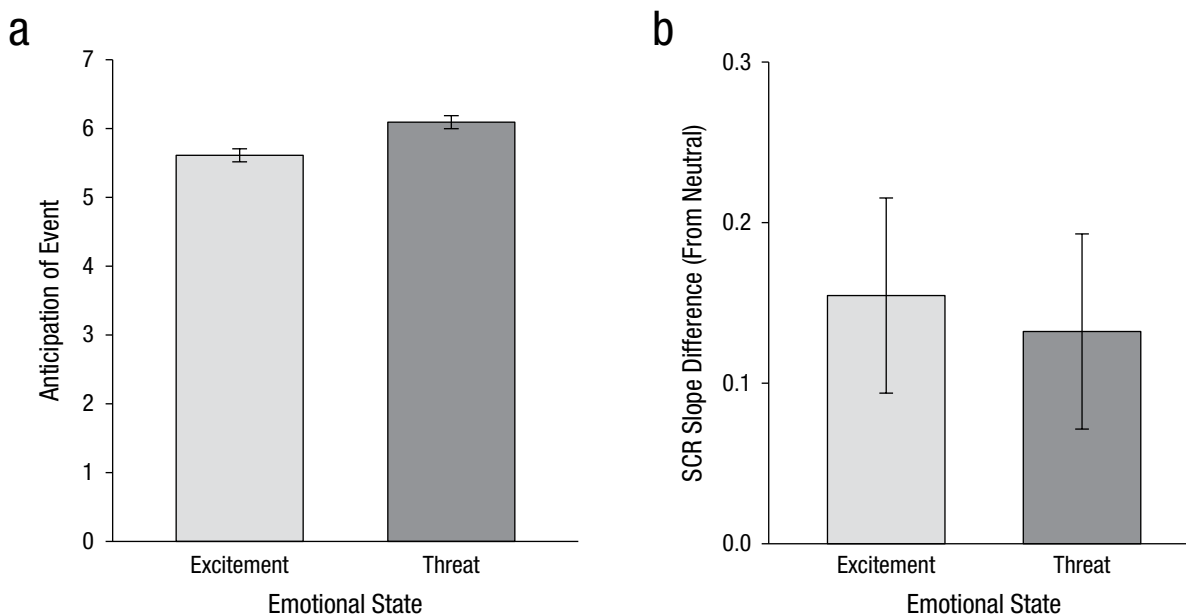 a
7
6
5
4
3
2
1
0
Anticipation of Event
Excitement
Threat
Emotional State
b
0.3
0.2
0.1
0.0
SCR Slope Difference (From Neutral)
Excitement
Threat
Emotional State